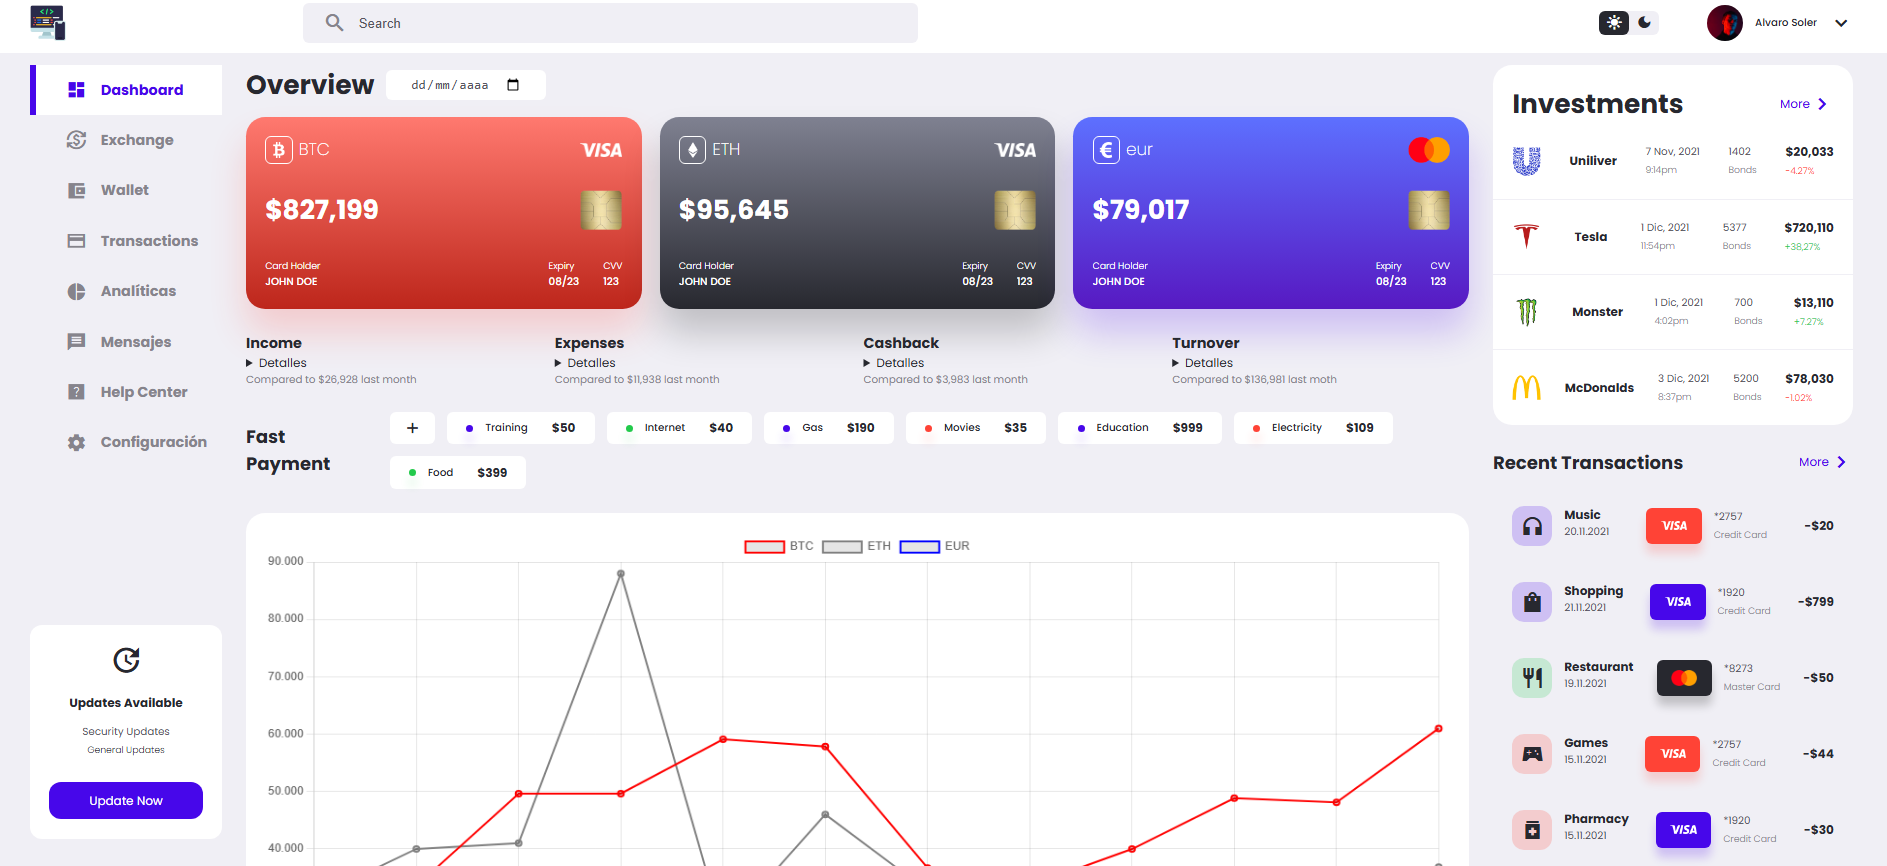 Search
Alvaro Soler
Dashboard
Exchange
Wallet
Transactions
Analíticas
Mensajes
Help Center
Configuración
Updates Available
Security Updates
General Updates
Update Now
Overview
dd/mm/aaaa
BTC
VISA
$827,199
Card Holder Expiry CVV
JOHN DOE 08/23 123
ETH
VISA
$95,645
Card Holder Expiry CVV
JOHN DOE 08/23 123
eur
$79,017
Card Holder Expiry CVV
JOHN DOE 08/23 123
Income
Detalles
Compared to $26,928 last month
Expenses
Detalles
Compared to $11,938 last month
Cashback
Detalles
Compared to $3,983 last month
Turnover
Detalles
Compared to $136,981 last moth
Fast
Payment
+
Training $50
Internet $40
Gas $190
Movies $35
Education $999
Electricity $109
Food $399
BTC ETH EUR
90.000
80.000
70.000
60.000
50.000
40.000
Investments
More
Uniliver 7 Nov, 2021 1402 $20,033
9:14pm Bonds -4.27%
Tesla 1 Dic, 2021 5377 $720,110
11:54pm Bonds +38,27%
Monster 1 Dic, 2021 700 $13,110
4:02pm Bonds +7.27%
McDonalds 3 Dic, 2021 5200 $78,030
8:37pm Bonds -1.02%
Recent Transactions
More
Music VISA *2757 -$20
20.11.2021 Credit Card
Shopping VISA *1920 -$799
21.11.2021 Credit Card
Restaurant *8273 -$50
19.11.2021 Master Card
Games VISA *2757 -$44
15.11.2021 Credit Card
Pharmacy VISA *1920 -$30
15.11.2021 Credit Card